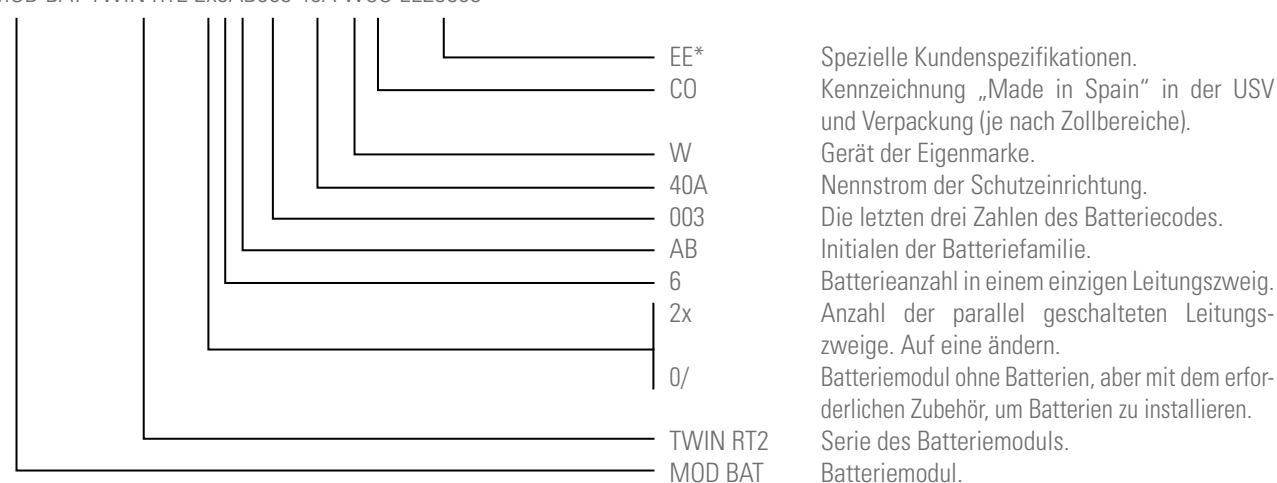 EE* Spezielle Kundenspezifikationen.
CO Kennzeichnung „Made in Spain“ in der USV
und Verpackung (je nach Zollbereiche).
W Gerät der Eigenmarke.
40A Nennstrom der Schutzeinrichtung.
003 Die letzten drei Zahlen des Batteriecodes.
AB Initialen der Batteriefamilie.
6 Batterieanzahl in einem einzigen Leitungszweig.
2x Anzahl der parallel geschalteten Leitungs-
zweige. Auf eine ändern.
0/ Batteriemodul ohne Batterien, aber mit dem erfor-
derlichen Zubehör, um Batterien zu installieren.
TWIN RT2 Serie des Batteriemoduls.
MOD BAT Batteriemodul.